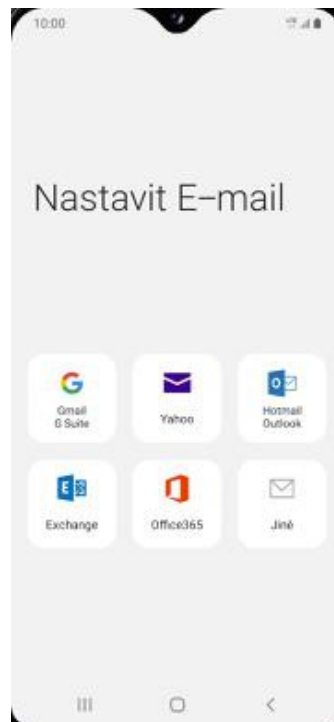 10:00
Nastavit E-mail
Gmail
G Suite
Yahoo
Hotmail
Outlook
Exchange
Office365
Jiné